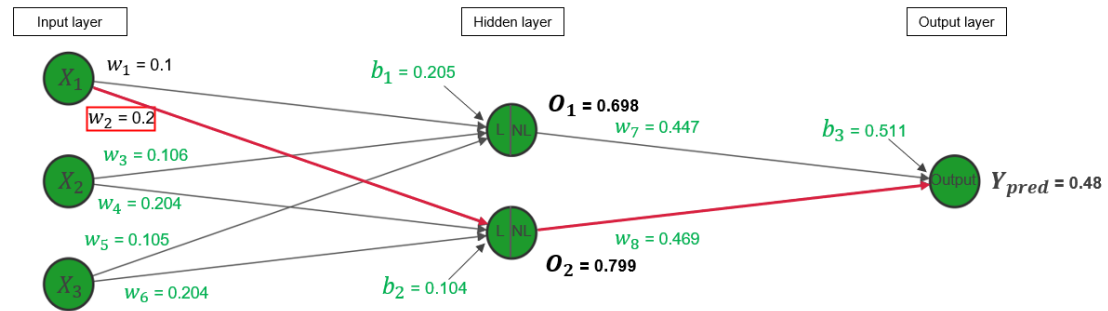 Input layer
Hidden layer
Output layer
X₁
w₁ = 0.1
b₁ = 0.205
O₁ = 0.698
w₂ = 0.2
L NL
w₇ = 0.447
b₃ = 0.511
w₃ = 0.106
X₂
Output
Y_pred = 0.48
w₄ = 0.204
w₅ = 0.105
L NL
w₈ = 0.469
O₂ = 0.799
X₃
w₆ = 0.204
b₂ = 0.104